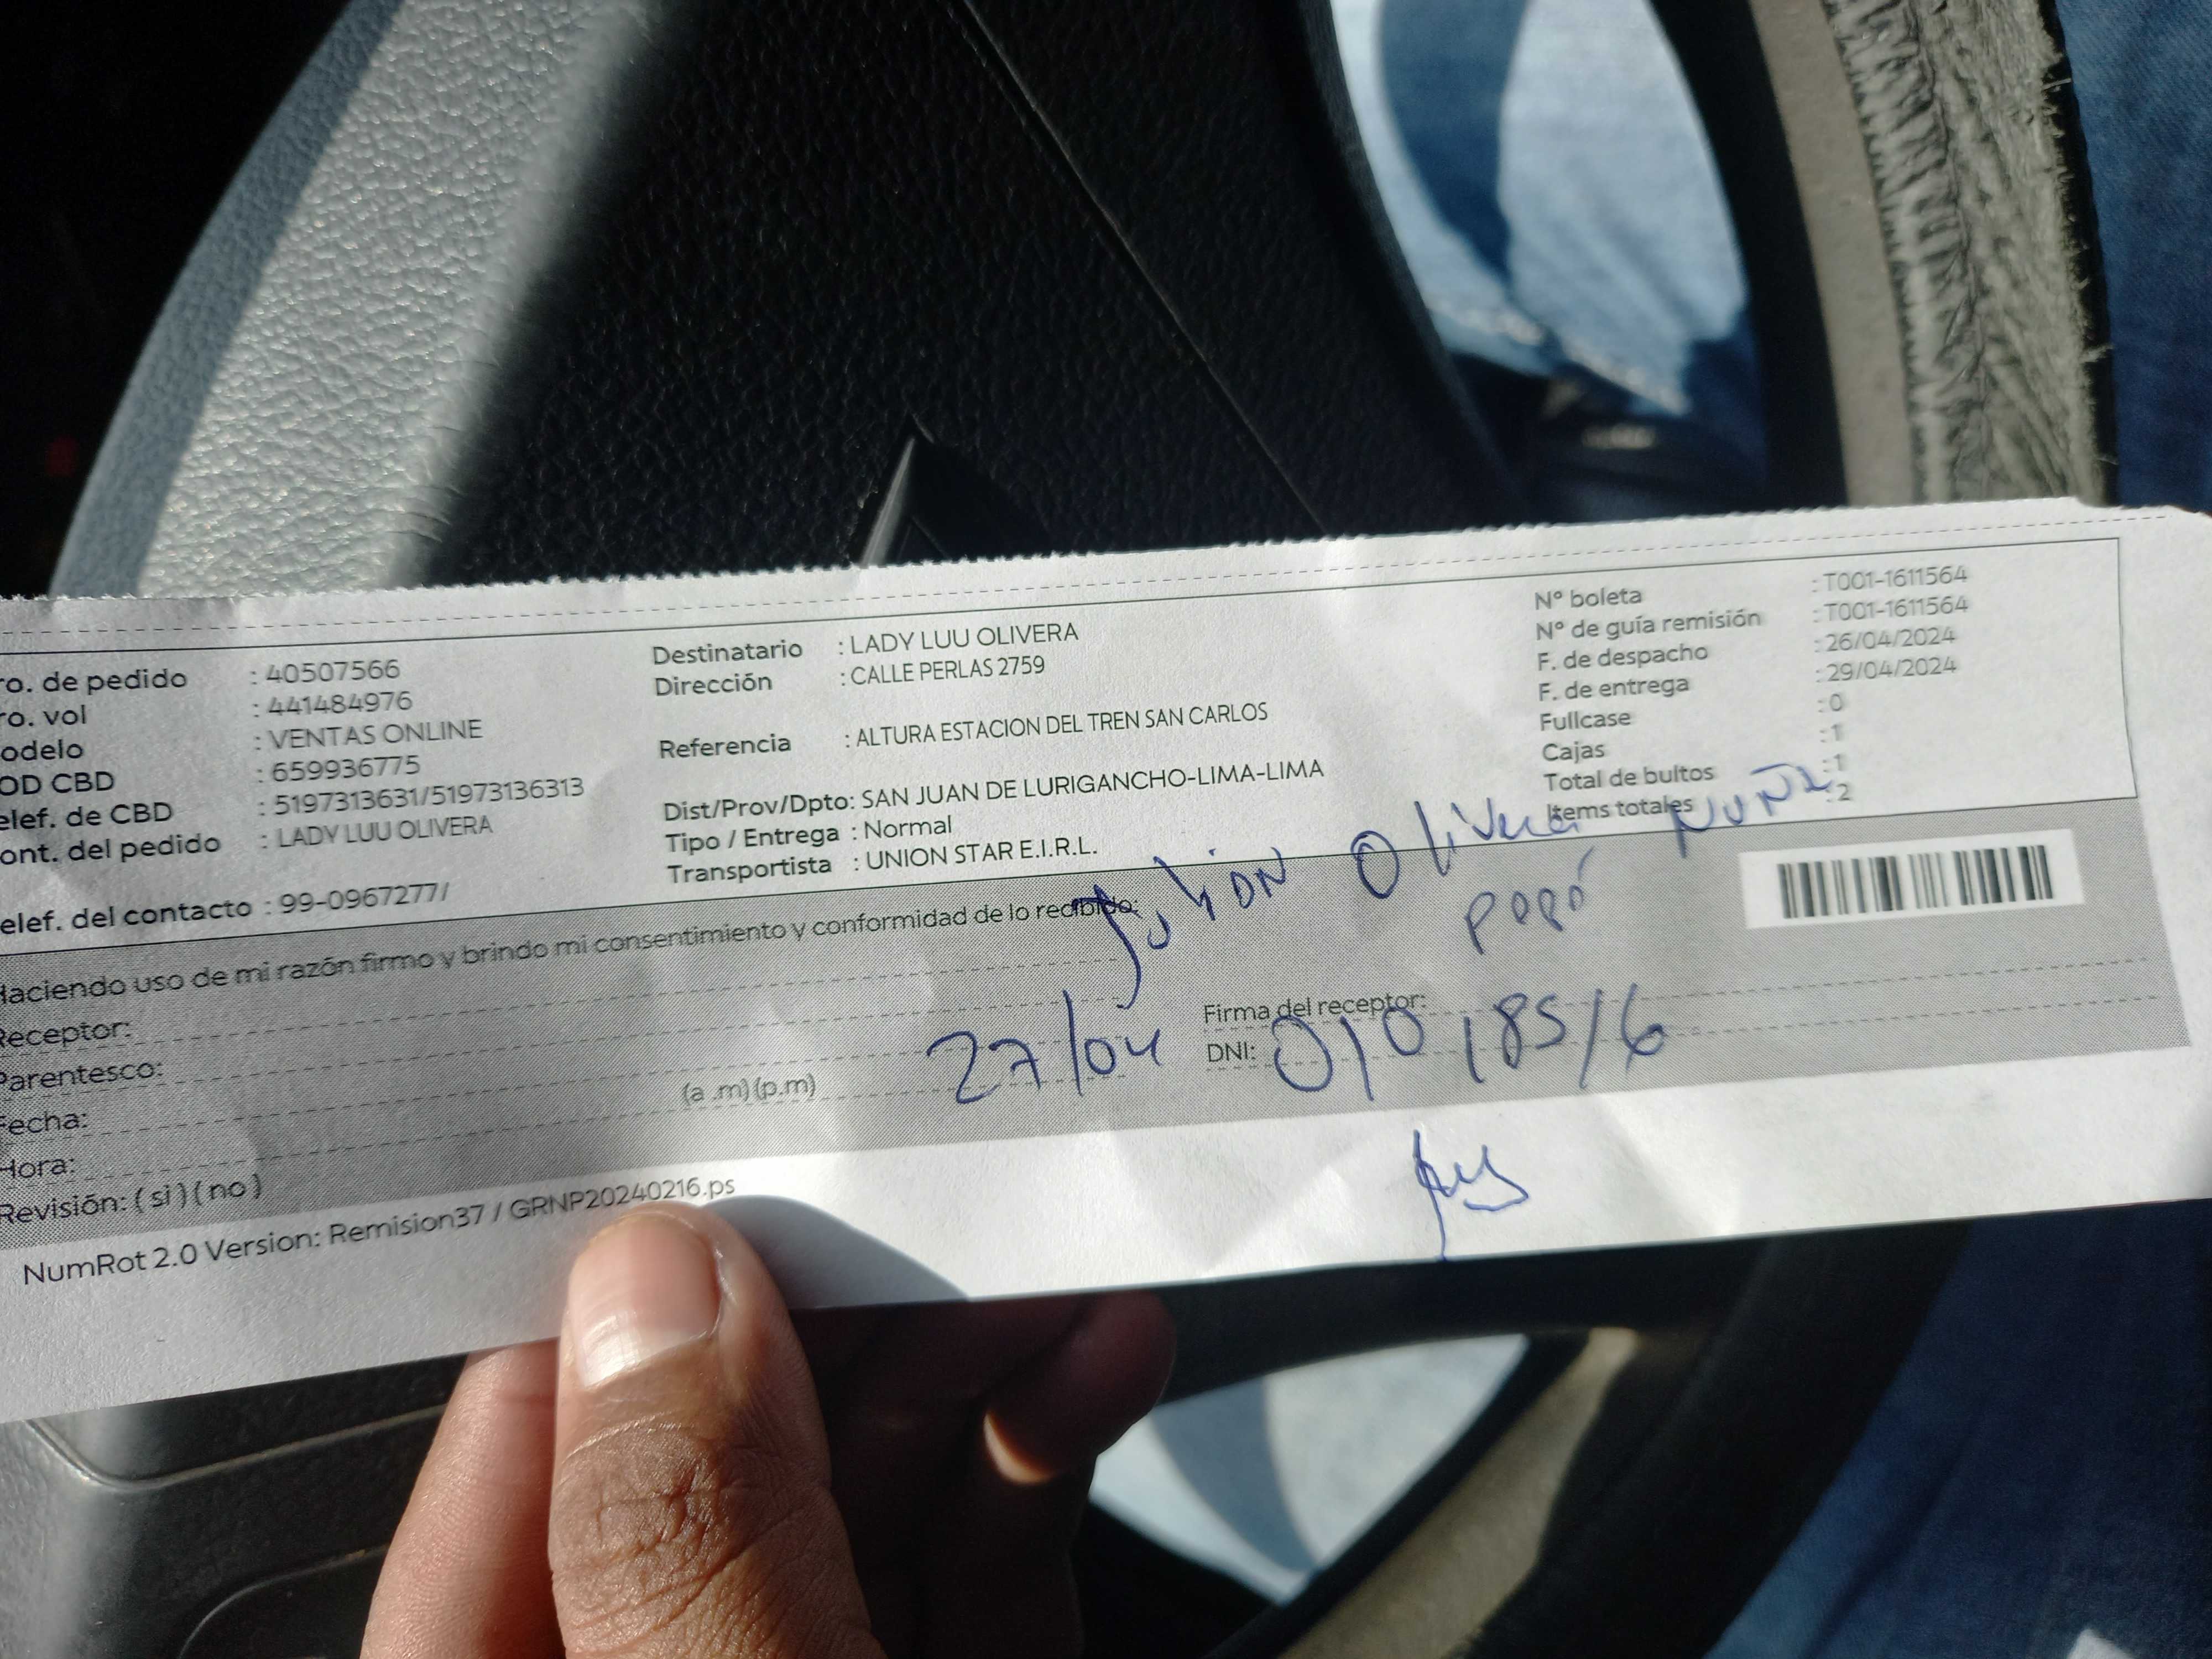 ro. de pedido : 40507566
ro. vol : 441484976
odelo : VENTAS ONLINE
OD CBD : 659936775
elef. de CBD : 5197313631/51973136313
ont. del pedido : LADY LUU OLIVERA
elef. del contacto : 99-0967277/
Destinatario : LADY LUU OLIVERA
Dirección : CALLE PERLAS 2759
Referencia : ALTURA ESTACION DEL TREN SAN CARLOS
Dist/Prov/Dpto: SAN JUAN DE LURIGANCHO-LIMA-LIMA
Tipo / Entrega : Normal
Transportista : UNION STAR E.I.R.L.
N° boleta : T001-1611564
N° de guía remisión : T001-1611564
F. de despacho : 26/04/2024
F. de entrega : 29/04/2024
Fullcase : 0
Cajas : 1
Total de bultos : 1
Items totales : 2
Olivera
Haciendo uso de mi razón firmo y brindo mi consentimiento y conformidad de lo recibido:
Receptor:
Parentesco:
Fecha:
Hora: (a .m)(p.m)
Revisión: ( si ) ( no )
27/04
Firma del receptor:
DNI: 01018516
NumRot 2.0 Version: Remision37 / GRNP20240216.ps